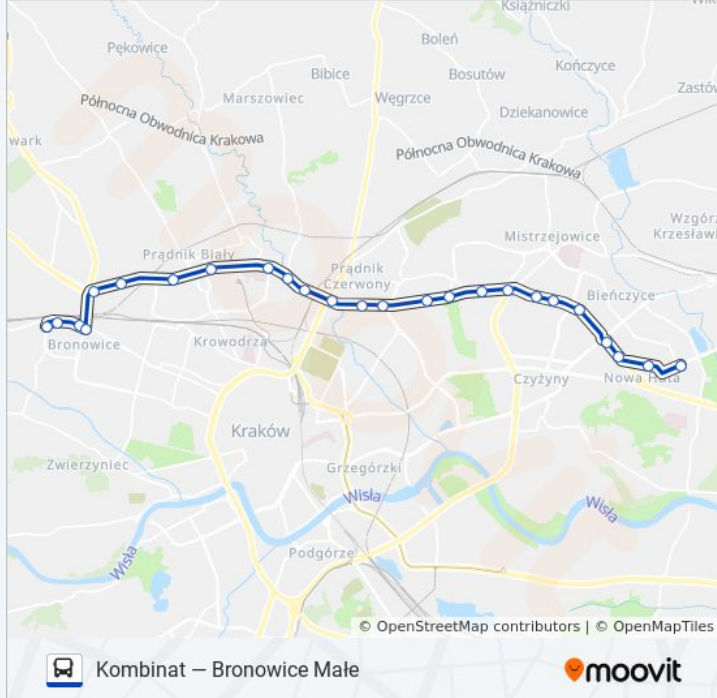 Książniczki
Pękowice
Boleń
Kończyce
Bibice
Bosutów
Marszowiec
Węgrzce
Zastów
Dziekanowice
Północna Obwodnica Krakowa
wark
Północna Obwodnica Krakowa
Wzgórza
Krzesławi
Mistrzejowice
Prądnik Biały
Prądnik
Czerwony
Bieńczyce
Bronowice
Krowodrza
Czyżyny
Nowa Huta
Kraków
Zwierzyniec
Grzegórzki
Wisła
Wisła
Podgórze
Wisła
© OpenStreetMap contributors | © OpenMapTiles
Kombinat — Bronowice Małe
moovit